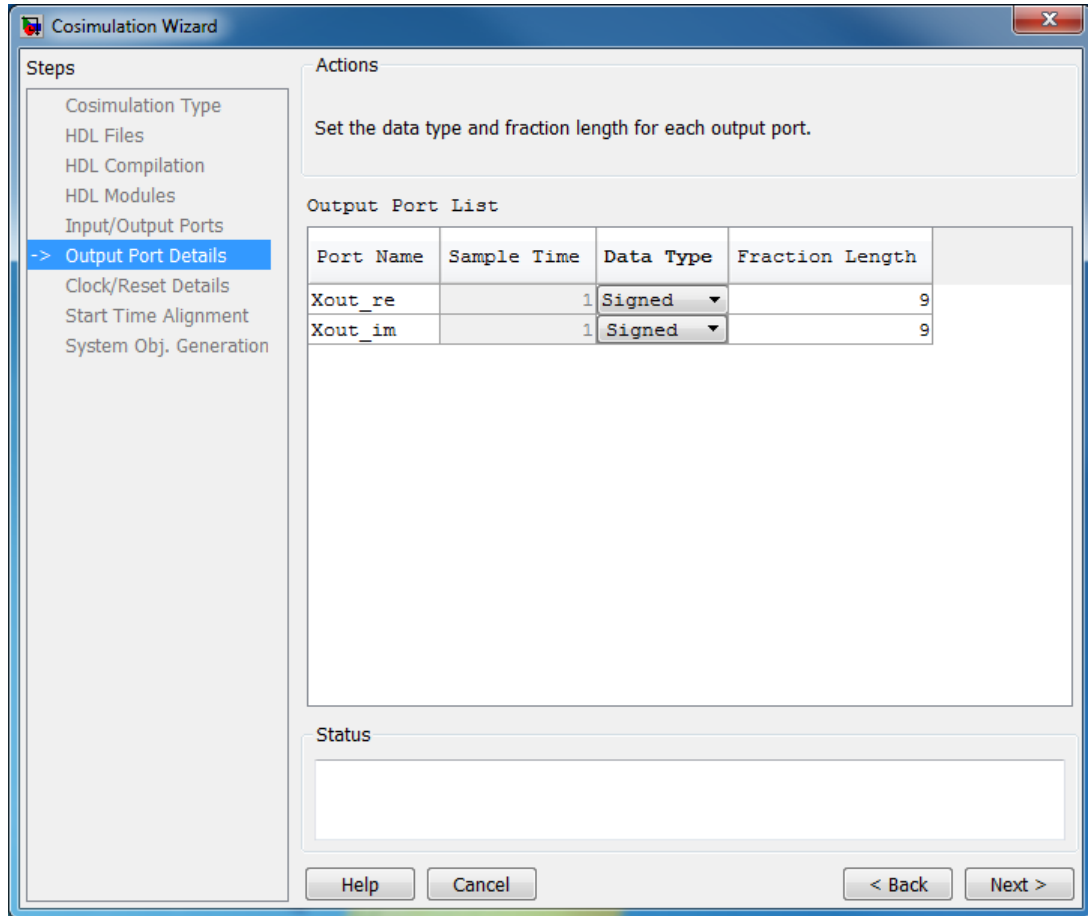 Cosimulation Wizard
x
Steps
Cosimulation Type
HDL Files
HDL Compilation
HDL Modules
Input/Output Ports
-> Output Port Details
Clock/Reset Details
Start Time Alignment
System Obj. Generation
Actions
Set the data type and fraction length for each output port.
Output Port List
Port Name Sample Time Data Type Fraction Length
Xout_re 1 Signed 9
Xout_im 1 Signed 9
Status
Help Cancel < Back Next >